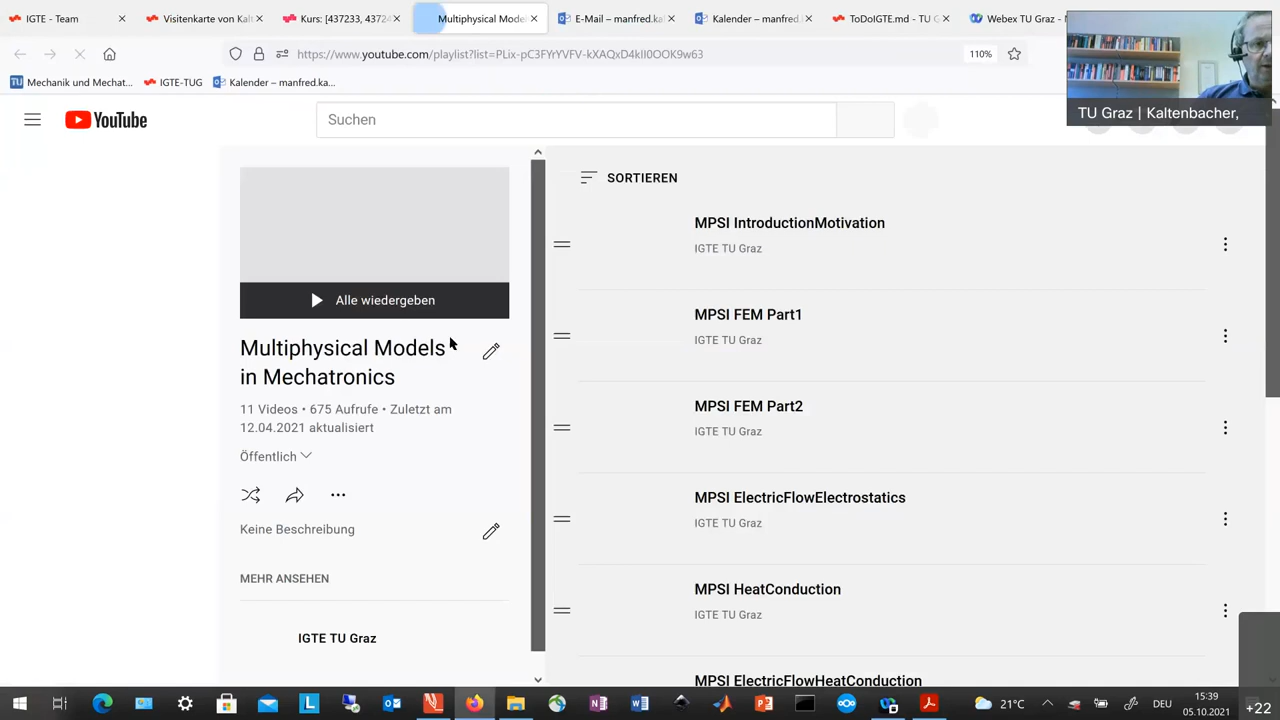 IGTE - Team
Visitenkarte von Kalt
Kurs: [437233, 43724
Multiphysical Mode
E-Mail – manfred.ka
Kalender – manfred.
ToDoIGTE.md - TU G
Webex TU Graz -
https://www.youtube.com/playlist?list=PLix-pC3FYrYVFV-kXAQxD4kII0OOK9w63
110%
Mechanik und Mechat...
IGTE-TUG
Kalender – manfred.ka...
TU Graz | Kaltenbacher,
YouTube
Suchen
SORTIEREN
MPSI IntroductionMotivation
IGTE TU Graz
MPSI FEM Part1
IGTE TU Graz
MPSI FEM Part2
IGTE TU Graz
MPSI ElectricFlowElectrostatics
IGTE TU Graz
MPSI HeatConduction
IGTE TU Graz
MPSI ElectricFlowHeatConduction
Alle wiedergeben
Multiphysical Models
in Mechatronics
11 Videos • 675 Aufrufe • Zuletzt am
12.04.2021 aktualisiert
Öffentlich
Keine Beschreibung
MEHR ANSEHEN
IGTE TU Graz
21°C
DEU
15:39
05.10.2021
+22